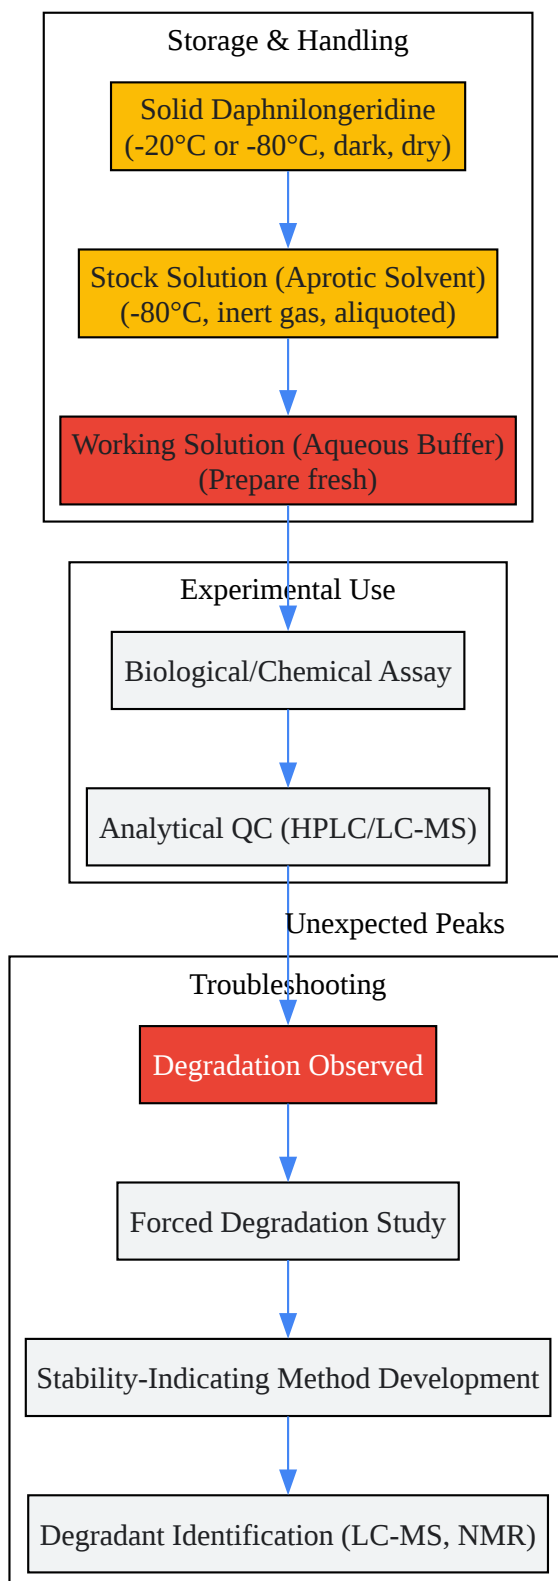 Storage & Handling
Solid Daphnilongeridine
(-20°C or -80°C, dark, dry)
Stock Solution (Aprotic Solvent)
(-80°C, inert gas, aliquoted)
Working Solution (Aqueous Buffer)
(Prepare fresh)
Experimental Use
Biological/Chemical Assay
Analytical QC (HPLC/LC-MS)
Unexpected Peaks
Troubleshooting
Degradation Observed
Forced Degradation Study
Stability-Indicating Method Development
Degradant Identification (LC-MS, NMR)